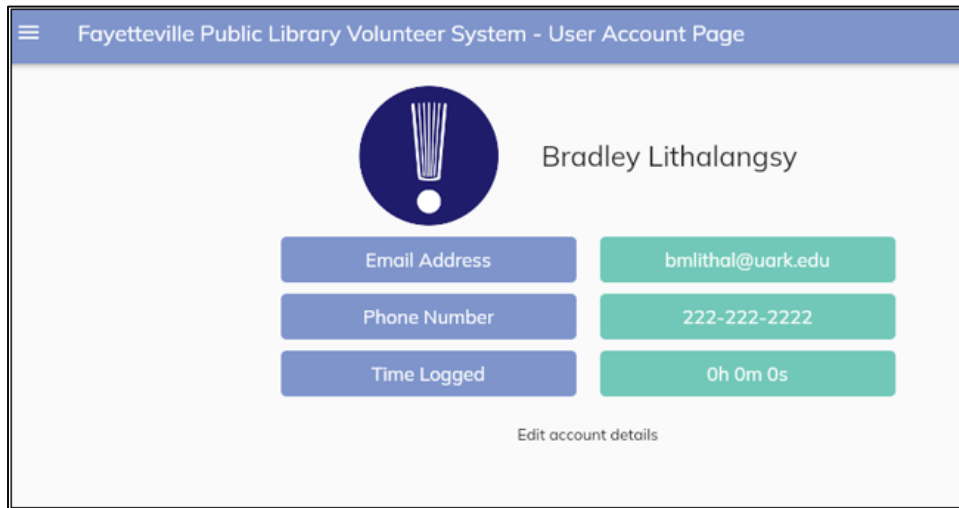 Fayetteville Public Library Volunteer System - User Account Page
Bradley Lithalangsy
Email Address bmlithal@uark.edu
Phone Number 222-222-2222
Time Logged 0h 0m 0s
Edit account details